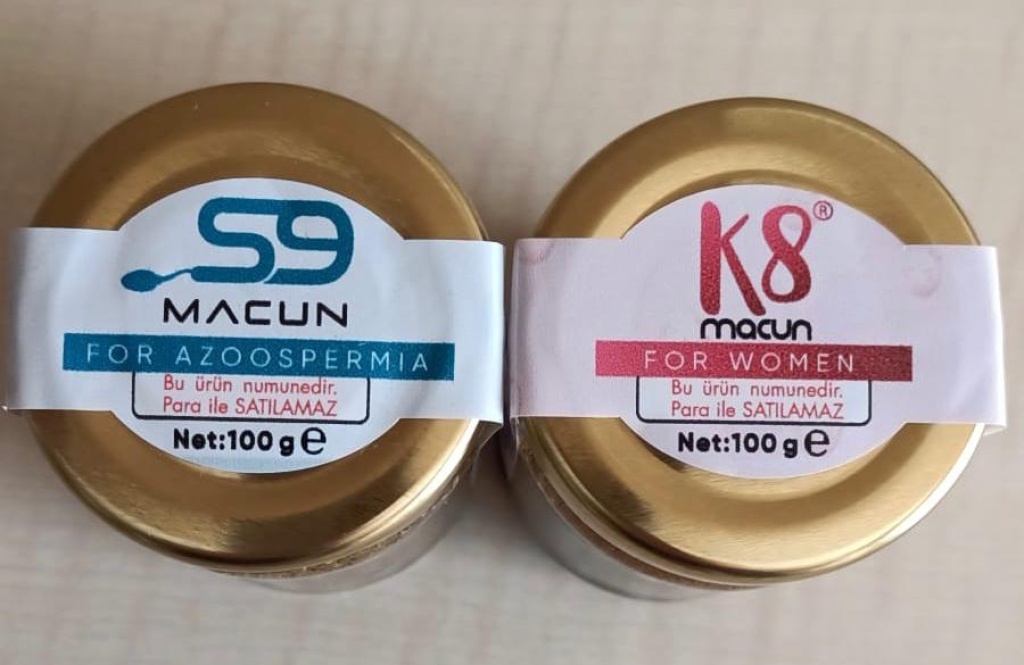 S9
MACUN
FOR AZOOSPERMIA
Bu ürün numunedir.
Para ile SATILAMAZ
Net:100 g e
K8®
macun
FOR WOMEN
Bu ürün numunedir.
Para ile SATILAMAZ
Net:100 g e